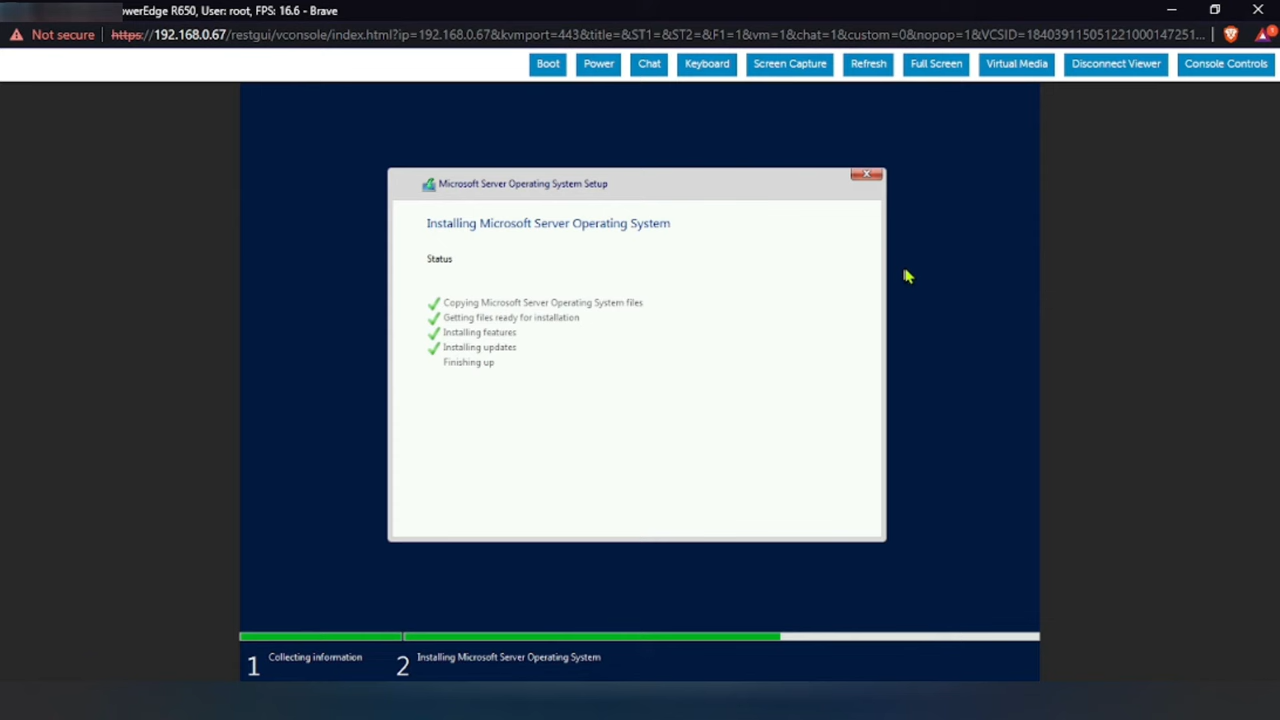 owerEdge R650, User: root, FPS: 16.6 - Brave
Not secure https://192.168.0.67/restgui/vconsole/index.html?ip=192.168.0.67&kvmport=443&title=&ST1=&ST2=&F1=1&vm=1&chat=1&custom=0&nopop=1&VCSID=184039115051221000147251...
Boot Power Chat Keyboard Screen Capture Refresh Full Screen Virtual Media Disconnect Viewer Console Controls
Microsoft Server Operating System Setup
Installing Microsoft Server Operating System
Status
Copying Microsoft Server Operating System files
Getting files ready for installation
Installing features
Installing updates
Finishing up
1 Collecting information 2 Installing Microsoft Server Operating System